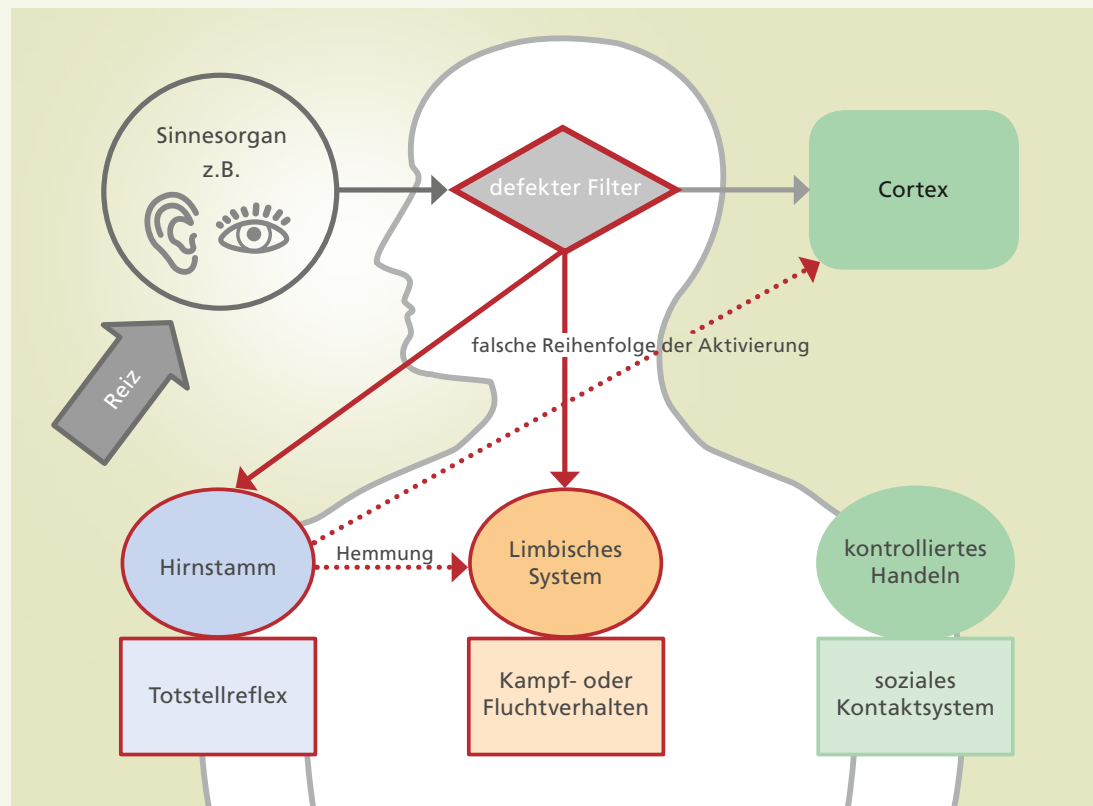 Sinnesorgan
z.B.
defekter Filter
Cortex
falsche Reihenfolge der Aktivierung
Reiz
Hirnstamm
Hemmung
Limbisches
System
kontrolliertes
Handeln
Totstellreflex
Kampf- oder
Fluchtverhalten
soziales
Kontaktsystem